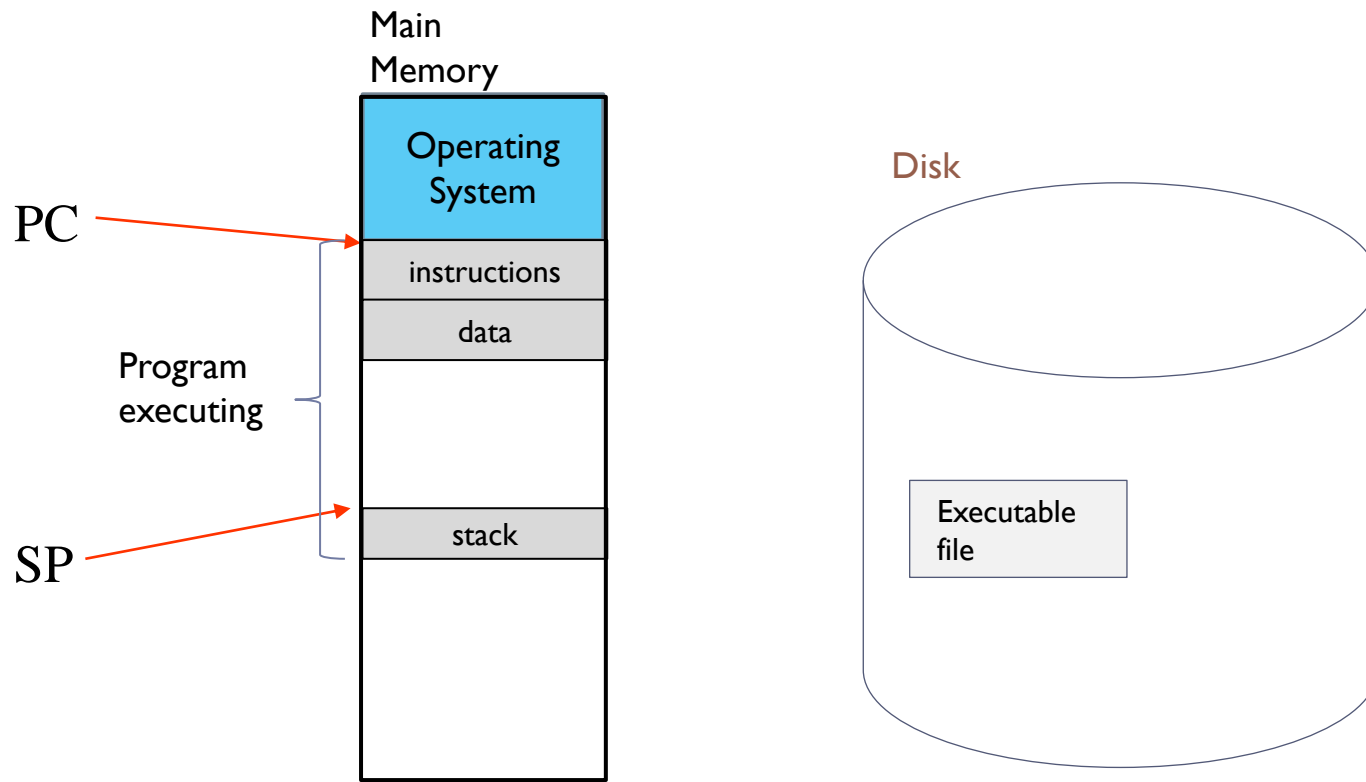 Main
Memory
Operating
System
Disk
PC
instructions
data
Program
executing
Executable
file
stack
SP